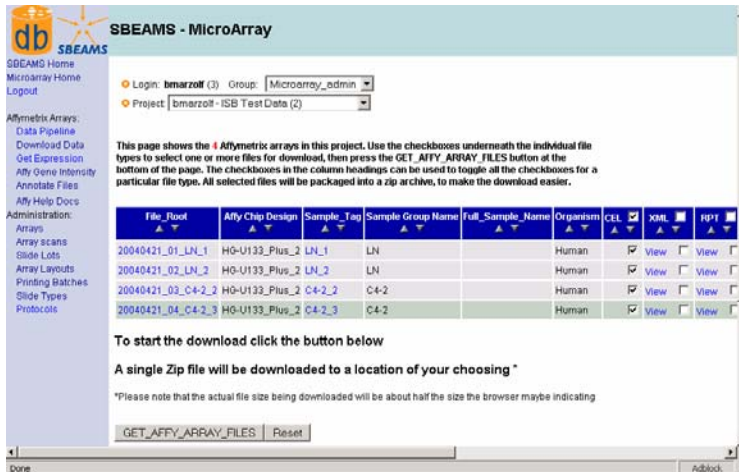 db SBEAMS
SBEAMS - MicroArray
SBEAMS Home
Microarray Home
Logout
Affymetrix Arrays:
Data Pipeline
Download Data
Get Expression
Affy Gene Intensity
Annotate Files
Affy Help Docs
Administration:
Arrays
Array scans
Slide Lots
Array Layouts
Printing Batches
Slide Types
Protocols
Login: bmarzolf (3) Group: Microarray_admin
Project: bmarzolf - ISB Test Data (2)
This page shows the 4 Affymetrix arrays in this project. Use the checkboxes underneath the individual file
types to select one or more files for download, then press the GET_AFFY_ARRAY_FILES button at the
bottom of the page. The checkboxes in the column headings can be used to toggle all the checkboxes for a
particular file type. All selected files will be packaged into a zip archive, to make the download easier.
File_Root Affy Chip Design Sample_Tag Sample Group Name Full_Sample_Name Organism CEL XML RPT
20040421_01_LN_1 HG-U133_Plus_2 LN_1 LN Human View View
20040421_02_LN_2 HG-U133_Plus_2 LN_2 LN Human View View
20040421_03_C4-2_2 HG-U133_Plus_2 C4-2_2 C4-2 Human View View
20040421_04_C4-2_3 HG-U133_Plus_2 C4-2_3 C4-2 Human View View
To start the download click the button below
A single Zip file will be downloaded to a location of your choosing *
*Please note that the actual file size being downloaded will be about half the size the browser maybe indicating
GET_AFFY_ARRAY_FILES Reset
Done Adblock